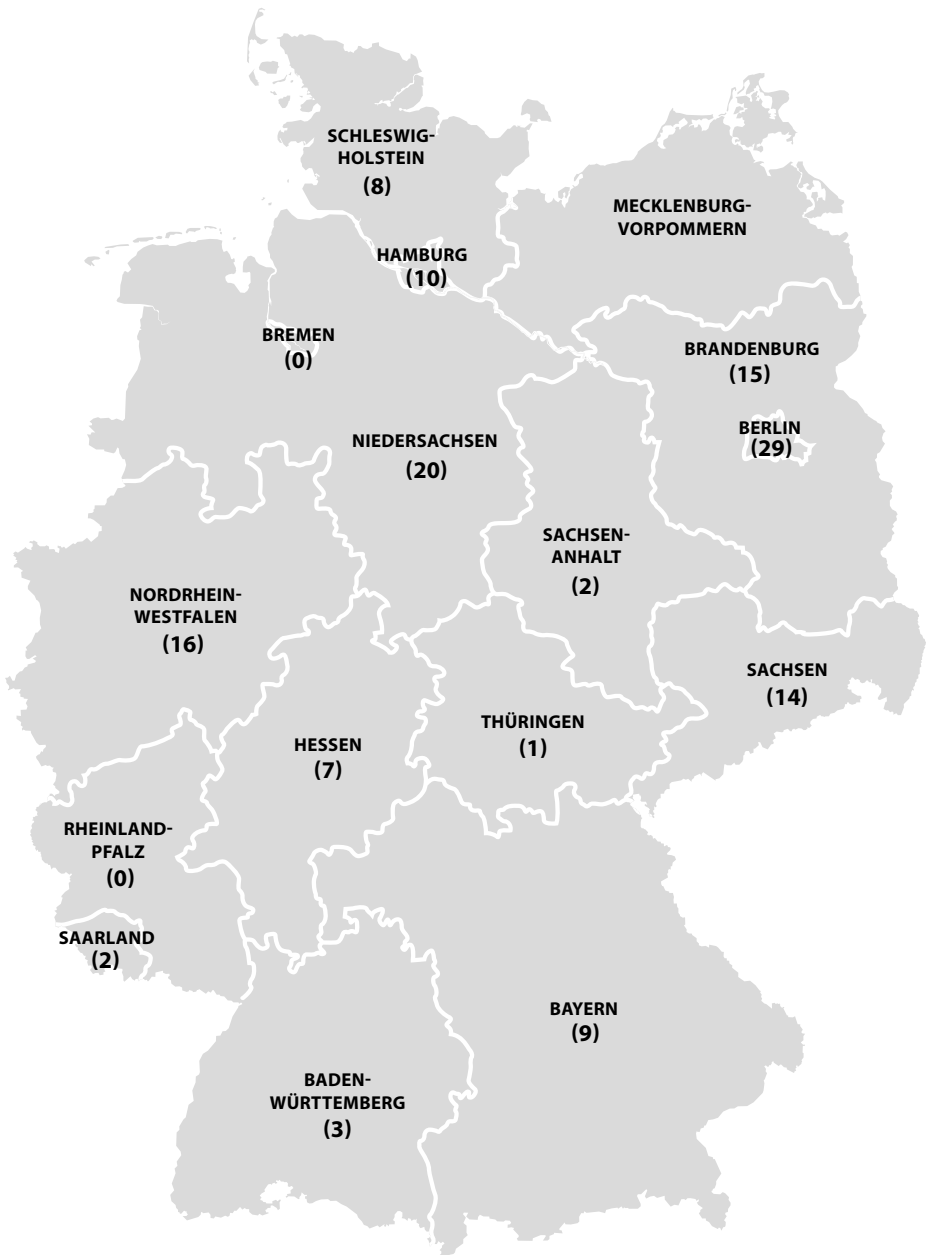 SCHLESWIG-
HOLSTEIN
(8)
MECKLENBURG-
VORPOMMERN
HAMBURG
(10)
BREMEN
(0)
BRANDENBURG
(15)
BERLIN
(29)
NIEDERSACHSEN
(20)
SACHSEN-
ANHALT
(2)
NORDRHEIN-
WESTFALEN
(16)
SACHSEN
(14)
THÜRINGEN
(1)
HESSEN
(7)
RHEINLAND-
PFALZ
(0)
SAARLAND
(2)
BAYERN
(9)
BADEN-
WÜRTTEMBERG
(3)